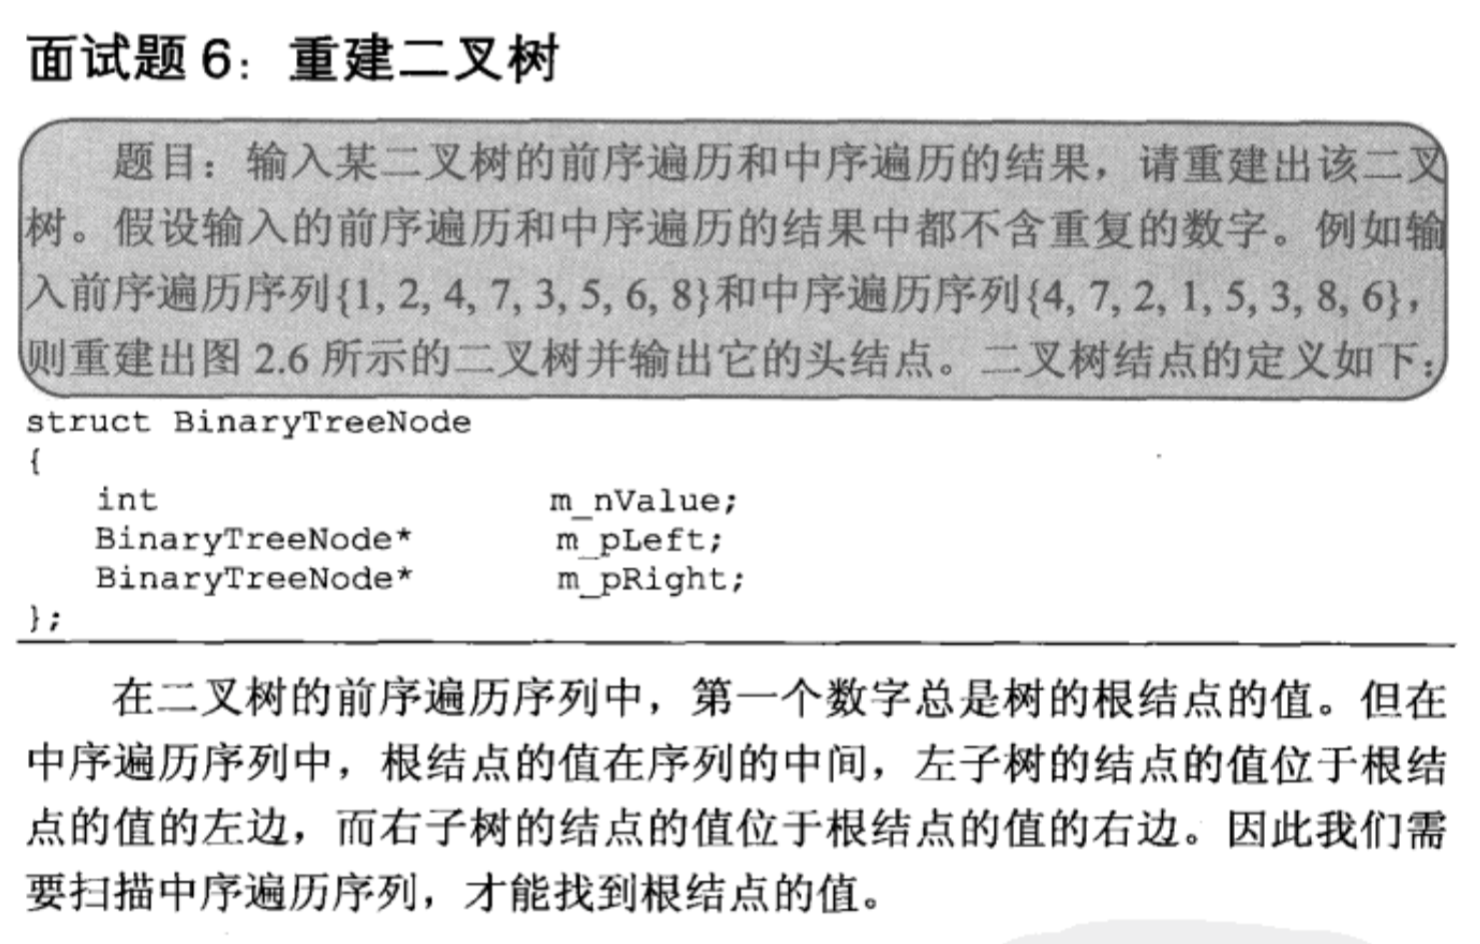 面试题 6：重建二叉树
题目：输入某二叉树的前序遍历和中序遍历的结果，请重建出该二叉
树。假设输入的前序遍历和中序遍历的结果中都不含重复的数字。例如输
入前序遍历序列{1, 2, 4, 7, 3, 5, 6, 8}和中序遍历序列{4, 7, 2, 1, 5, 3, 8, 6}，
则重建出图 2.6 所示的二叉树并输出它的头结点。二叉树结点的定义如下：
struct BinaryTreeNode
{
int m_nValue;
BinaryTreeNode* m_pLeft;
BinaryTreeNode* m_pRight;
};
在二叉树的前序遍历序列中，第一个数字总是树的根结点的值。但在
中序遍历序列中，根结点的值在序列的中间，左子树的结点的值位于根结
点的值的左边，而右子树的结点的值位于根结点的值的右边。因此我们需
要扫描中序遍历序列，才能找到根结点的值。